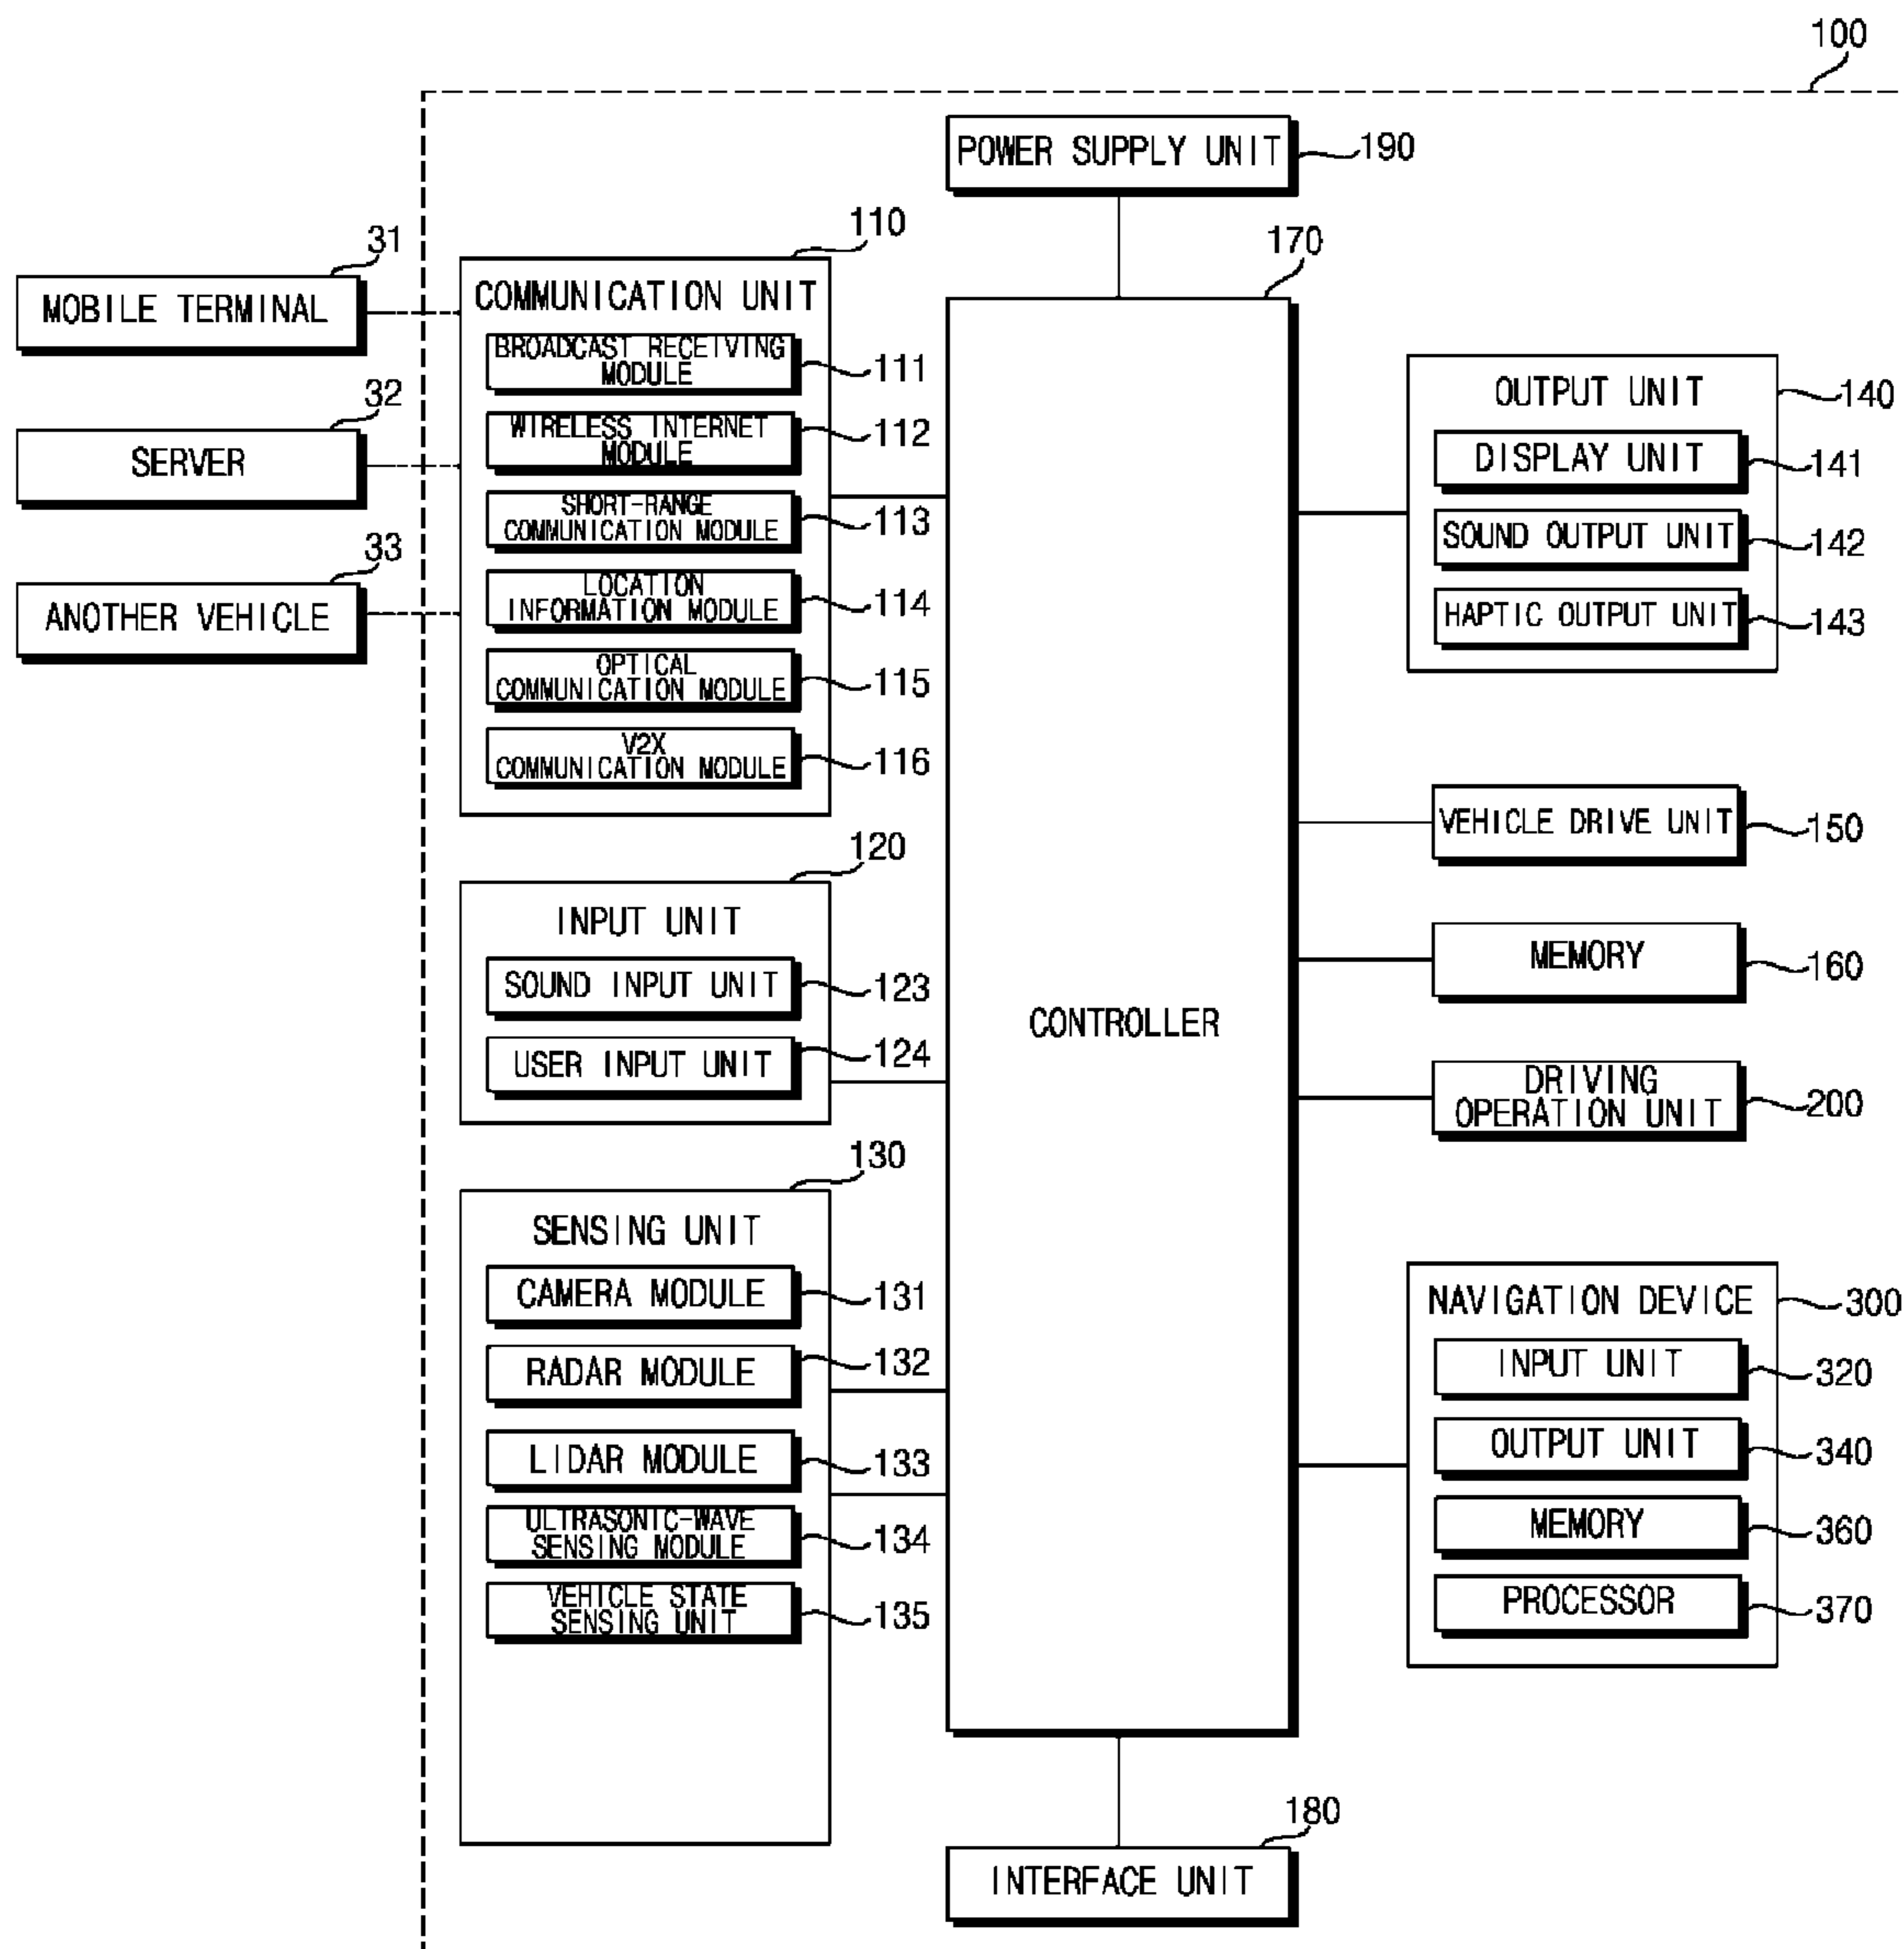 100
POWER SUPPLY UNIT
190
110
170
31
MOBILE TERMINAL
COMMUNICATION UNIT
BROADCAST RECEIVING
MODULE
111
32
SERVER
WIRELESS INTERNET
MODULE
112
SHORT-RANGE
COMMUNICATION MODULE
113
33
ANOTHER VEHICLE
LOCATION
INFORMATION MODULE
114
OPTICAL
COMMUNICATION MODULE
115
V2X
COMMUNICATION MODULE
116
120
INPUT UNIT
SOUND INPUT UNIT
123
USER INPUT UNIT
124
130
SENSING UNIT
CAMERA MODULE
131
RADAR MODULE
132
LIDAR MODULE
133
ULTRASONIC-WAVE
SENSING MODULE
134
VEHICLE STATE
SENSING UNIT
135
CONTROLLER
OUTPUT UNIT
140
DISPLAY UNIT
141
SOUND OUTPUT UNIT
142
HAPTIC OUTPUT UNIT
143
VEHICLE DRIVE UNIT
150
MEMORY
160
DRIVING
OPERATION UNIT
200
NAVIGATION DEVICE
300
INPUT UNIT
320
OUTPUT UNIT
340
MEMORY
360
PROCESSOR
370
180
INTERFACE UNIT